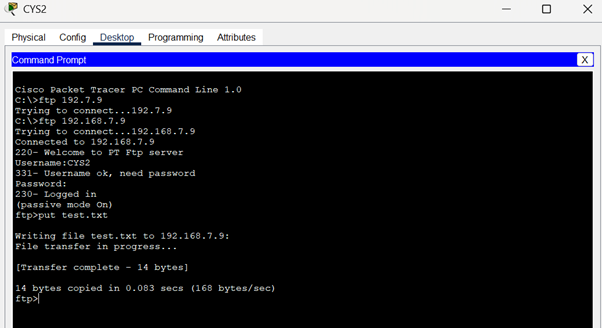 CYS2
Physical Config Desktop Programming Attributes
Command Prompt
X
Cisco Packet Tracer PC Command Line 1.0
C:\>ftp 192.7.9
Trying to connect...192.7.9
C:\>ftp 192.168.7.9
Trying to connect...192.168.7.9
Connected to 192.168.7.9
220- Welcome to PT Ftp server
Username:CYS2
331- Username ok, need password
Password:
230- Logged in
(passive mode On)
ftp>put test.txt
Writing file test.txt to 192.168.7.9:
File transfer in progress...
[Transfer complete - 14 bytes]
14 bytes copied in 0.083 secs (168 bytes/sec)
ftp>